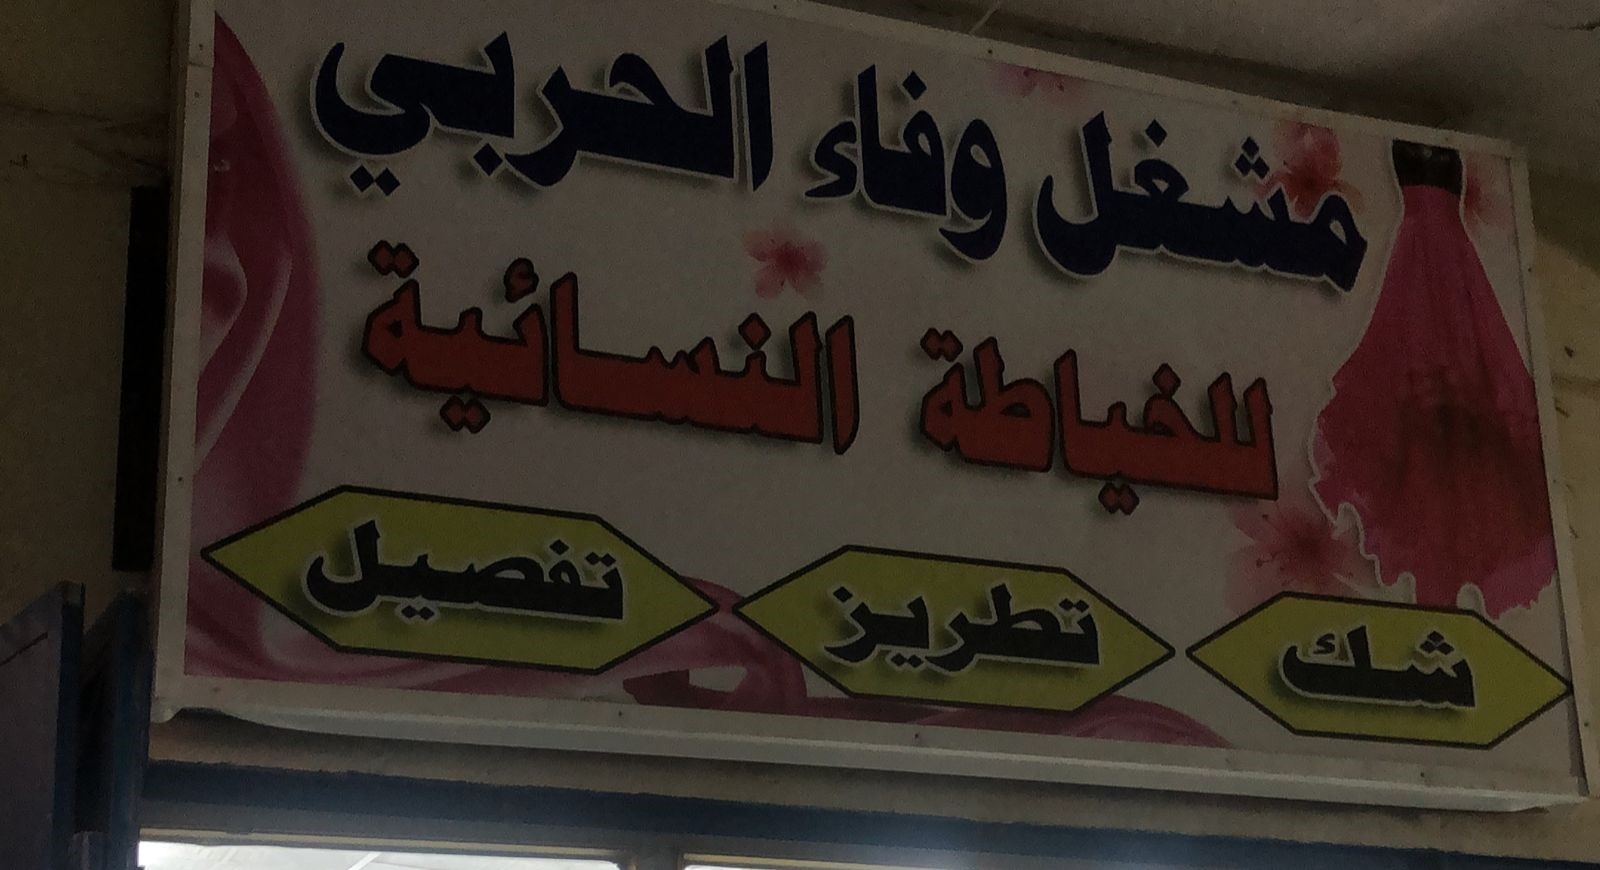 مشغل وفاء الحربي
للخياطة النسائية
شك تطريز تفصيل